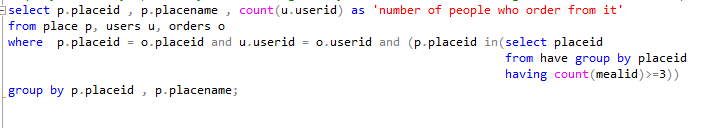 select p.placeid , p.placename , count(u.userid) as 'number of people who order from it'
from place p, users u, orders o
where  p.placeid = o.placeid and u.userid = o.userid and (p.placeid in(select placeid
from have group by placeid
having count(mealid)>=3))
group by p.placeid , p.placename;